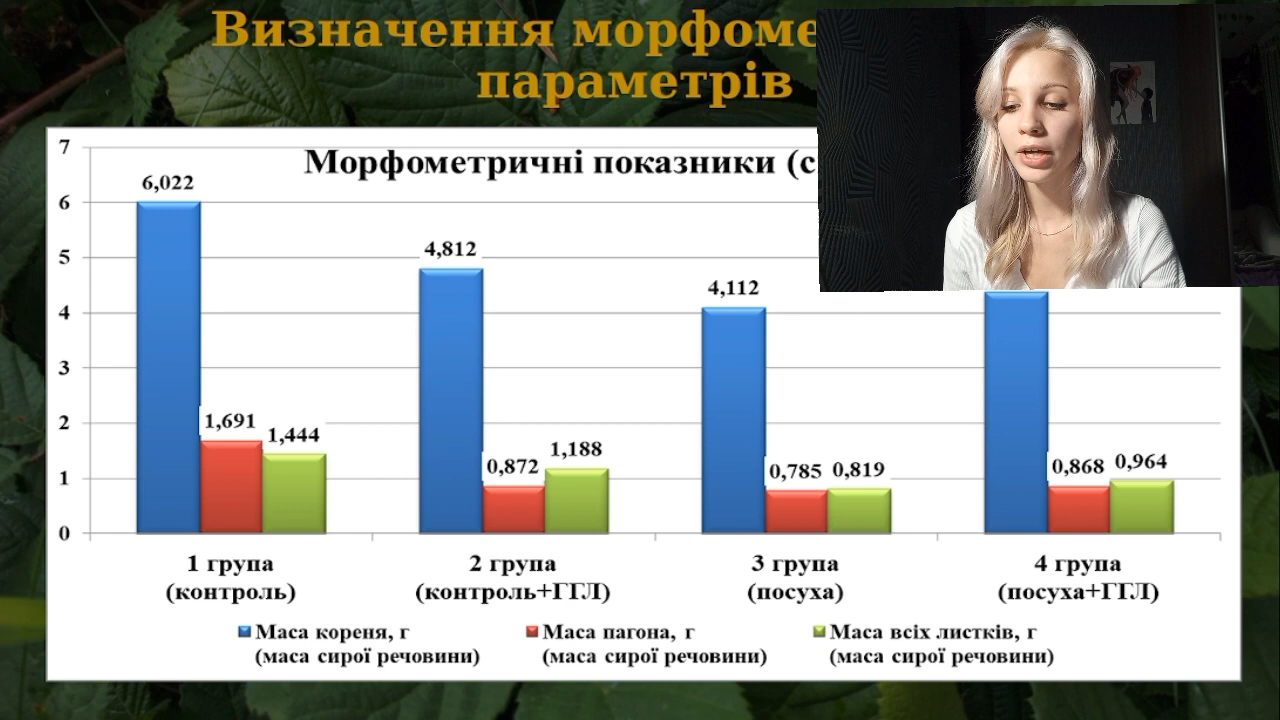 Визначення морфоме
параметрів
Морфометричні показники (с
7
6
5
4
3
2
1
0
6,022
1,691
1,444
4,812
0,872
1,188
4,112
0,785
0,819
0,868
0,964
1 група
(контроль)
2 група
(контроль+ГГЛ)
3 група
(посуха)
4 група
(посуха+ГГЛ)
Маса кореня, г
(маса сирої речовини)
Маса пагона, г
(маса сирої речовини)
Маса всіх листків, г
(маса сирої речовини)